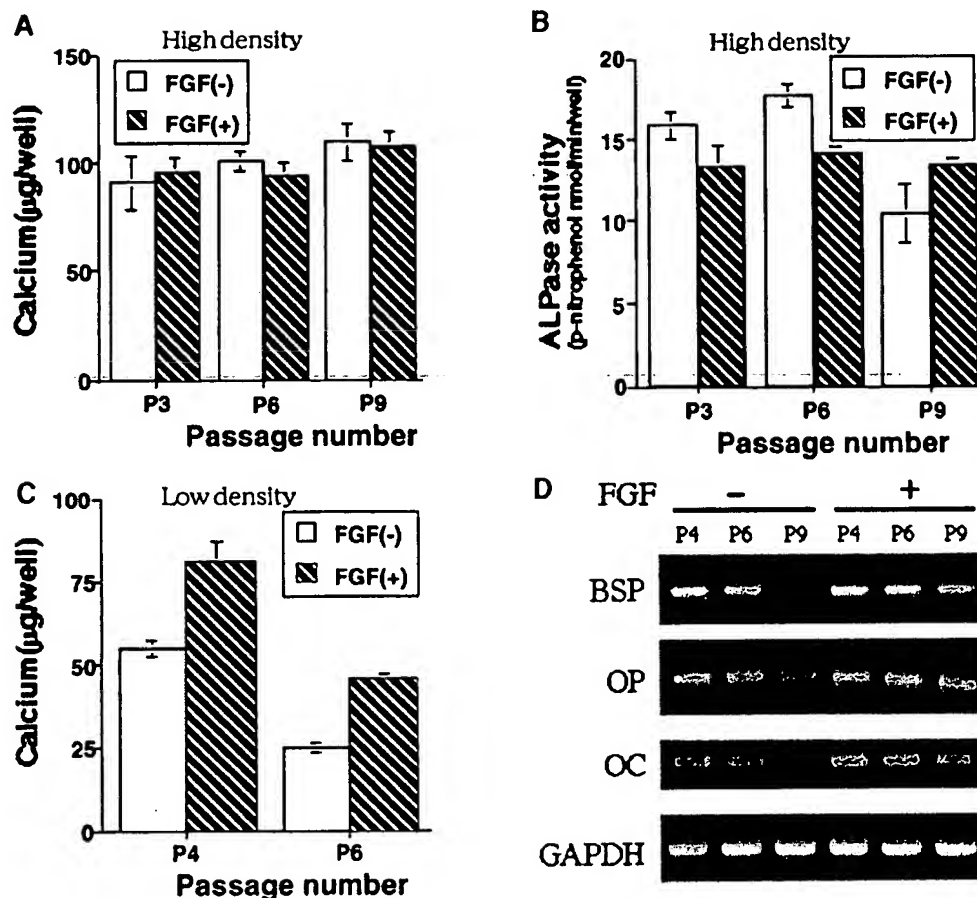 A
High density
Calcium(μg/well)
150
100
50
0
FGF(-)
FGF(+)
P3 P6 P9
Passage number
B
High density
ALPase activity
(p-nitrophenol nmol/min/well)
20
15
10
5
0
FGF(-)
FGF(+)
P3 P6 P9
Passage number
C
Low density
Calcium(μg/well)
100
75
50
25
0
FGF(-)
FGF(+)
P4 P6
Passage number
D
FGF − +
P4 P6 P9 P4 P6 P9
BSP
OP
OC
GAPDH